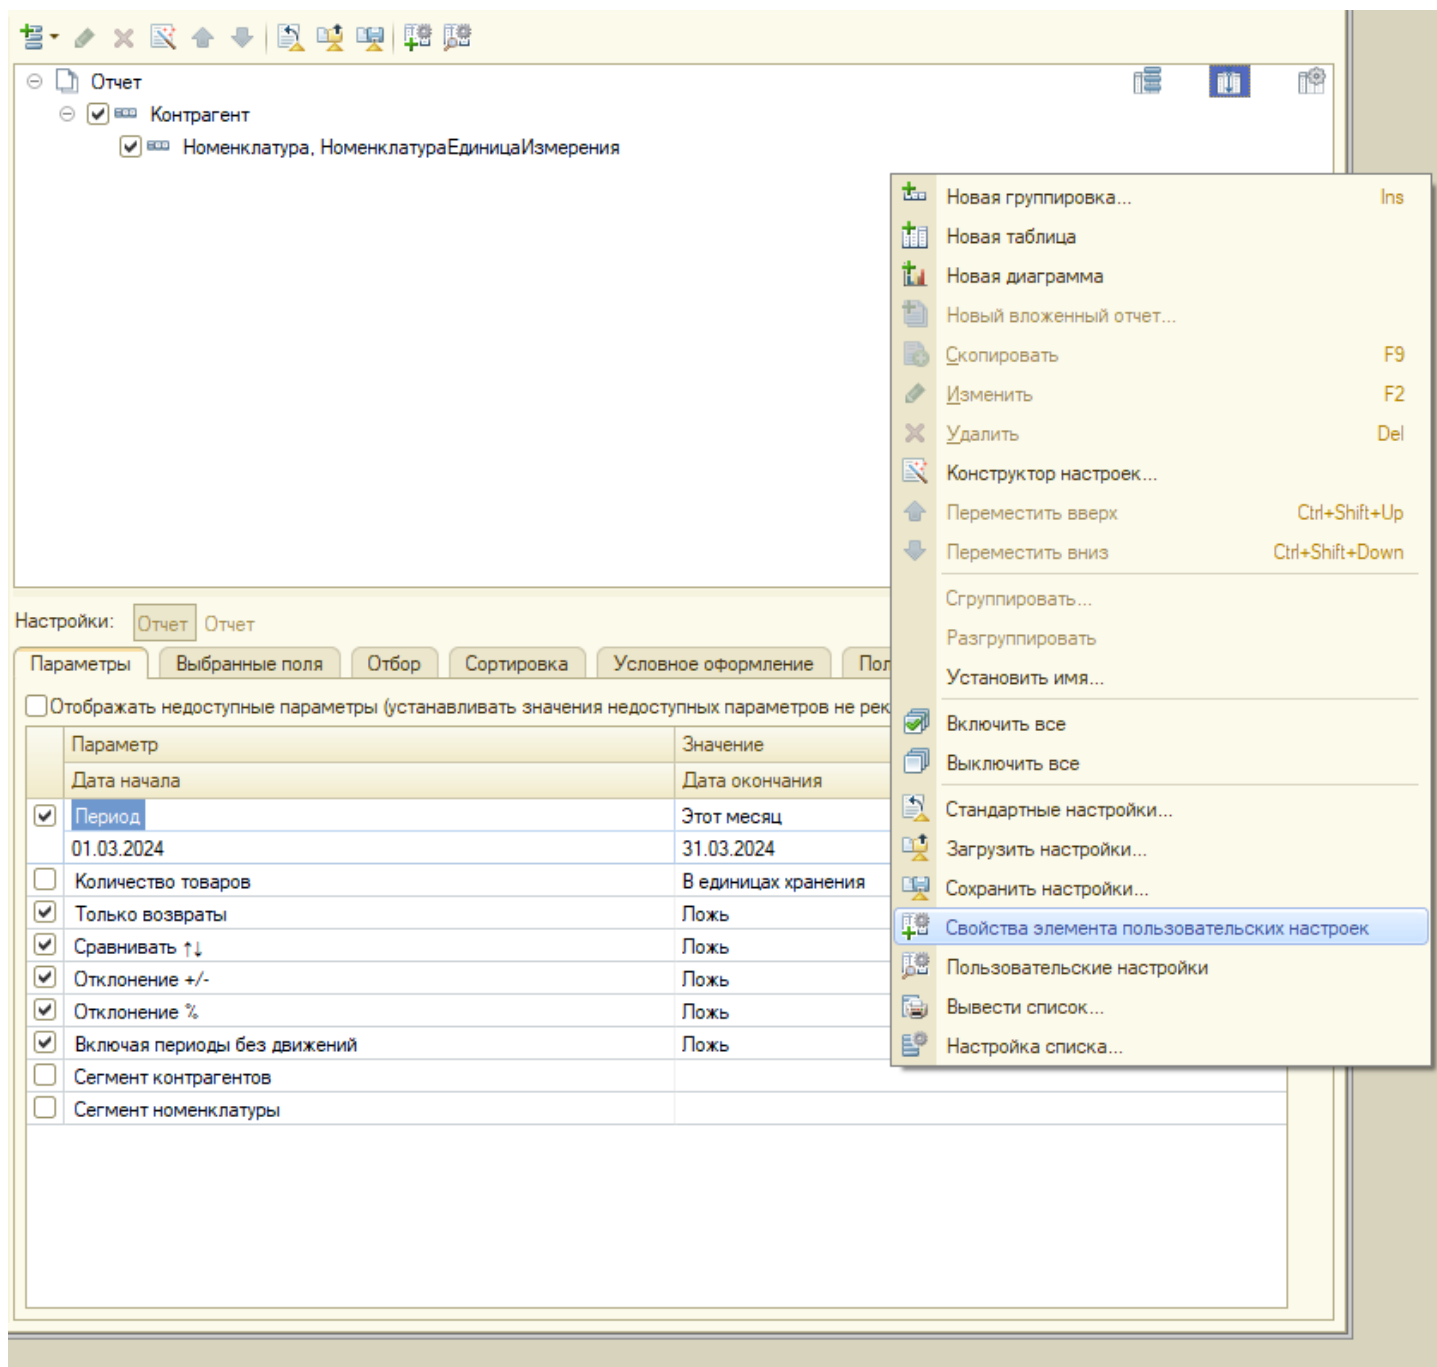 Отчет
Контрагент
Номенклатура, НоменклатураЕдиницаИзмерения
Новая группировка... Ins
Новая таблица
Новая диаграмма
Новый вложенный отчет...
Скопировать F9
Изменить F2
Удалить Del
Конструктор настроек...
Переместить вверх Ctrl+Shift+Up
Переместить вниз Ctrl+Shift+Down
Сгруппировать...
Разгруппировать
Установить имя...
Включить все
Выключить все
Стандартные настройки...
Загрузить настройки...
Сохранить настройки...
Свойства элемента пользовательских настроек
Пользовательские настройки
Вывести список...
Настройка списка...
Настройки: Отчет Отчет
Параметры Выбранные поля Отбор Сортировка Условное оформление Пол
Отображать недоступные параметры (устанавливать значения недоступных параметров не рек
Параметр Значение
Дата начала Дата окончания
Период Этот месяц
01.03.2024 31.03.2024
Количество товаров В единицах хранения
Только возвраты Ложь
Сравнивать ↑↓ Ложь
Отклонение +/- Ложь
Отклонение % Ложь
Включая периоды без движений Ложь
Сегмент контрагентов
Сегмент номенклатуры